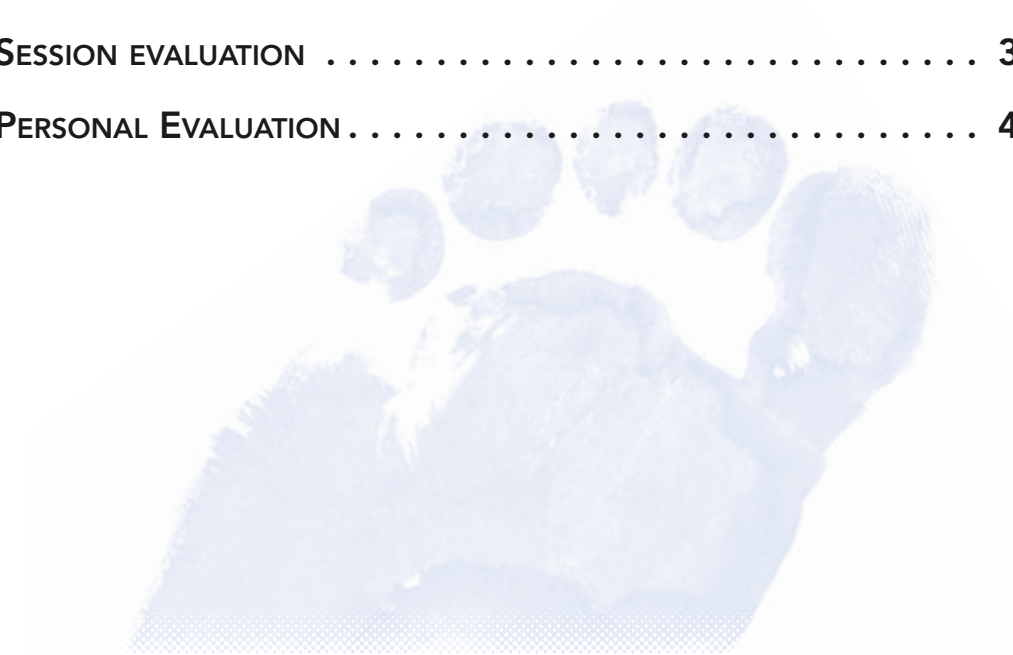 SESSION EVALUATION . . . . . . . . . . . . . . . . . . . . . . . . . . . . . . 3
PERSONAL EVALUATION . . . . . . . . . . . . . . . . . . . . . . . . . . . . . 4